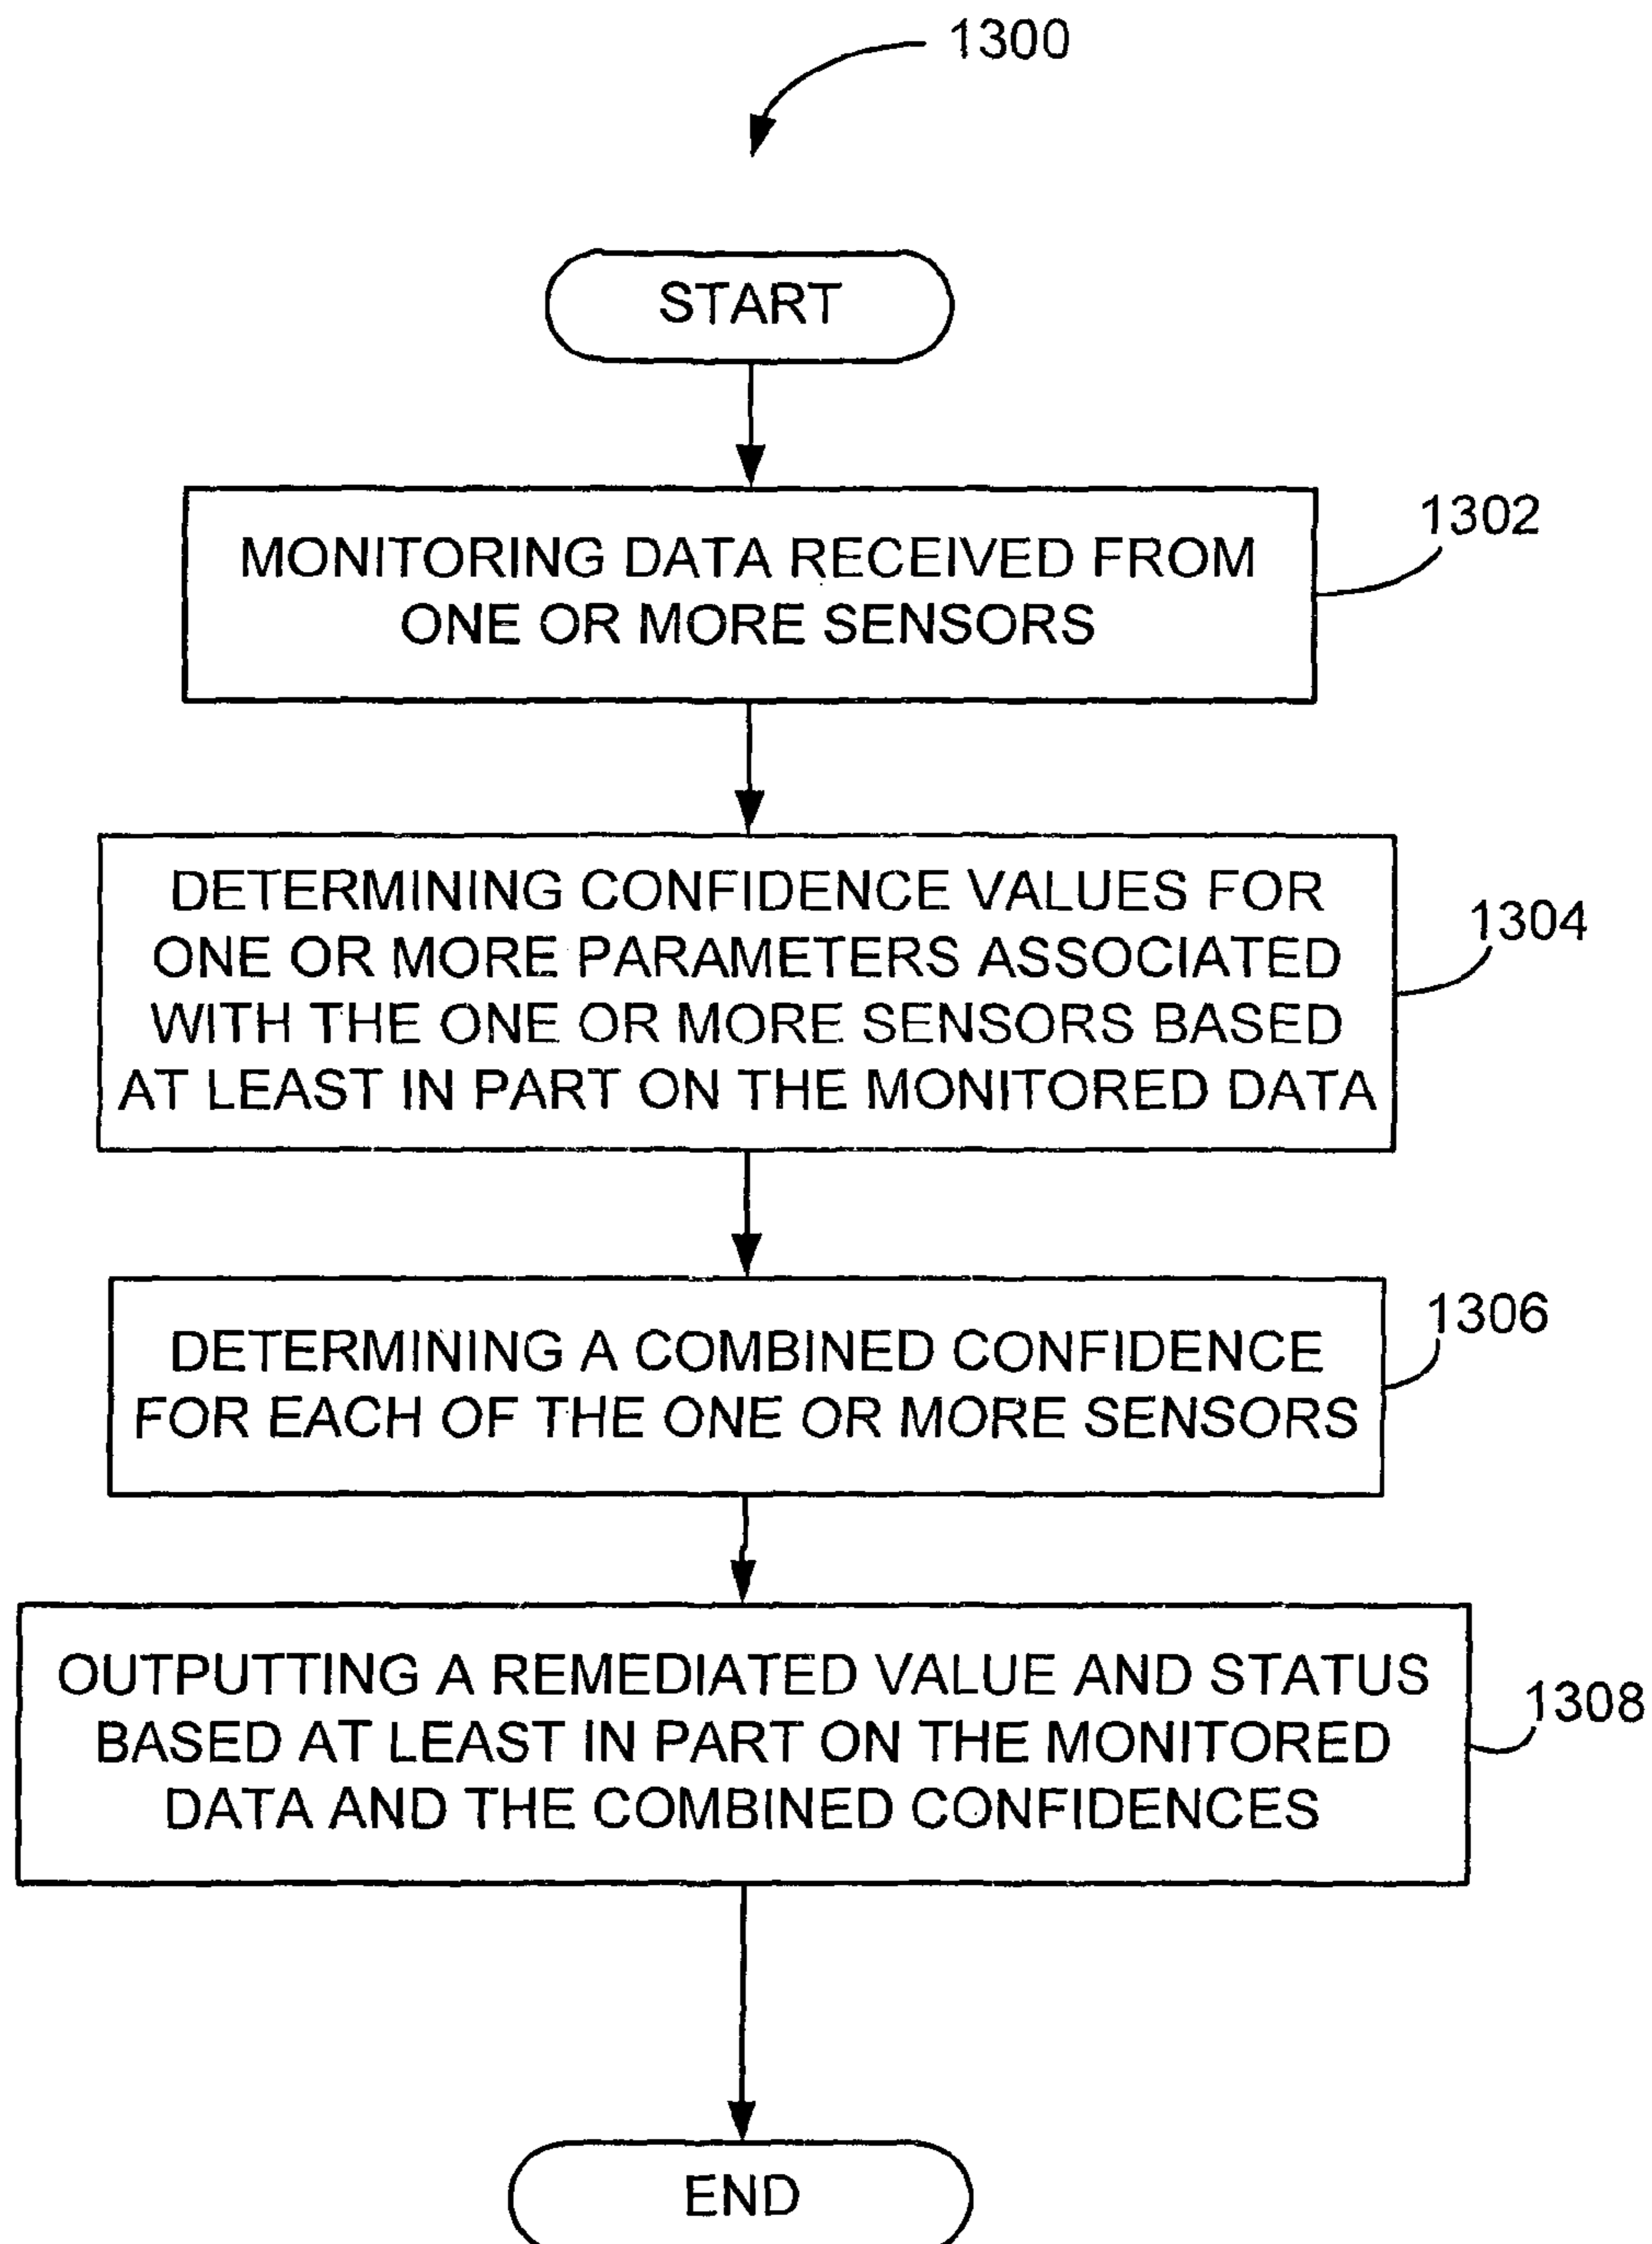 1300
START
MONITORING DATA RECEIVED FROM
ONE OR MORE SENSORS
1302
DETERMINING CONFIDENCE VALUES FOR
ONE OR MORE PARAMETERS ASSOCIATED
WITH THE ONE OR MORE SENSORS BASED
AT LEAST IN PART ON THE MONITORED DATA
1304
DETERMINING A COMBINED CONFIDENCE
FOR EACH OF THE ONE OR MORE SENSORS
1306
OUTPUTTING A REMEDIATED VALUE AND STATUS
BASED AT LEAST IN PART ON THE MONITORED
DATA AND THE COMBINED CONFIDENCES
1308
END